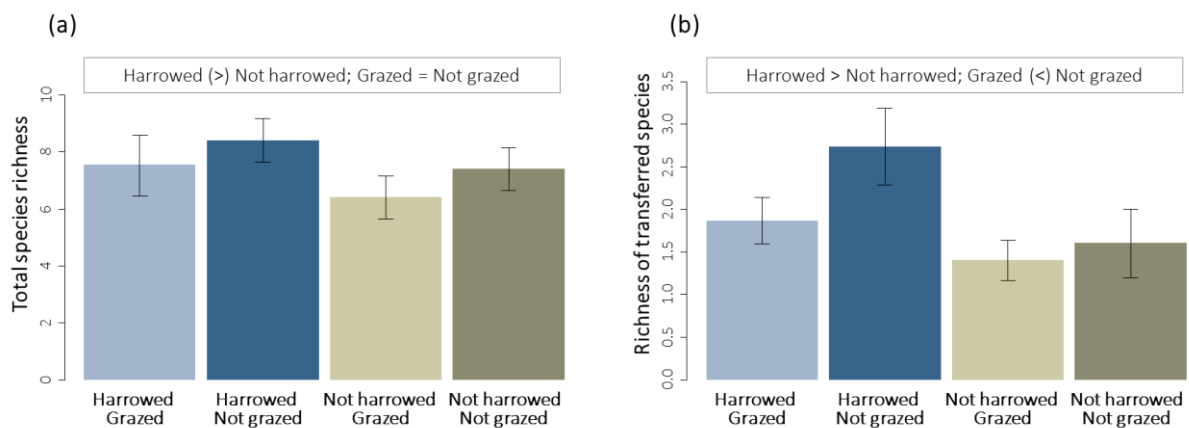 (a)
Harrowed (>) Not harrowed; Grazed = Not grazed
Total species richness
10
8
6
4
2
0
Harrowed Grazed
Harrowed Not grazed
Not harrowed Grazed
Not harrowed Not grazed
(b)
Harrowed > Not harrowed; Grazed (<) Not grazed
Richness of transferred species
3.5
3.0
2.5
2.0
1.5
1.0
0.5
0.0
Harrowed Grazed
Harrowed Not grazed
Not harrowed Grazed
Not harrowed Not grazed